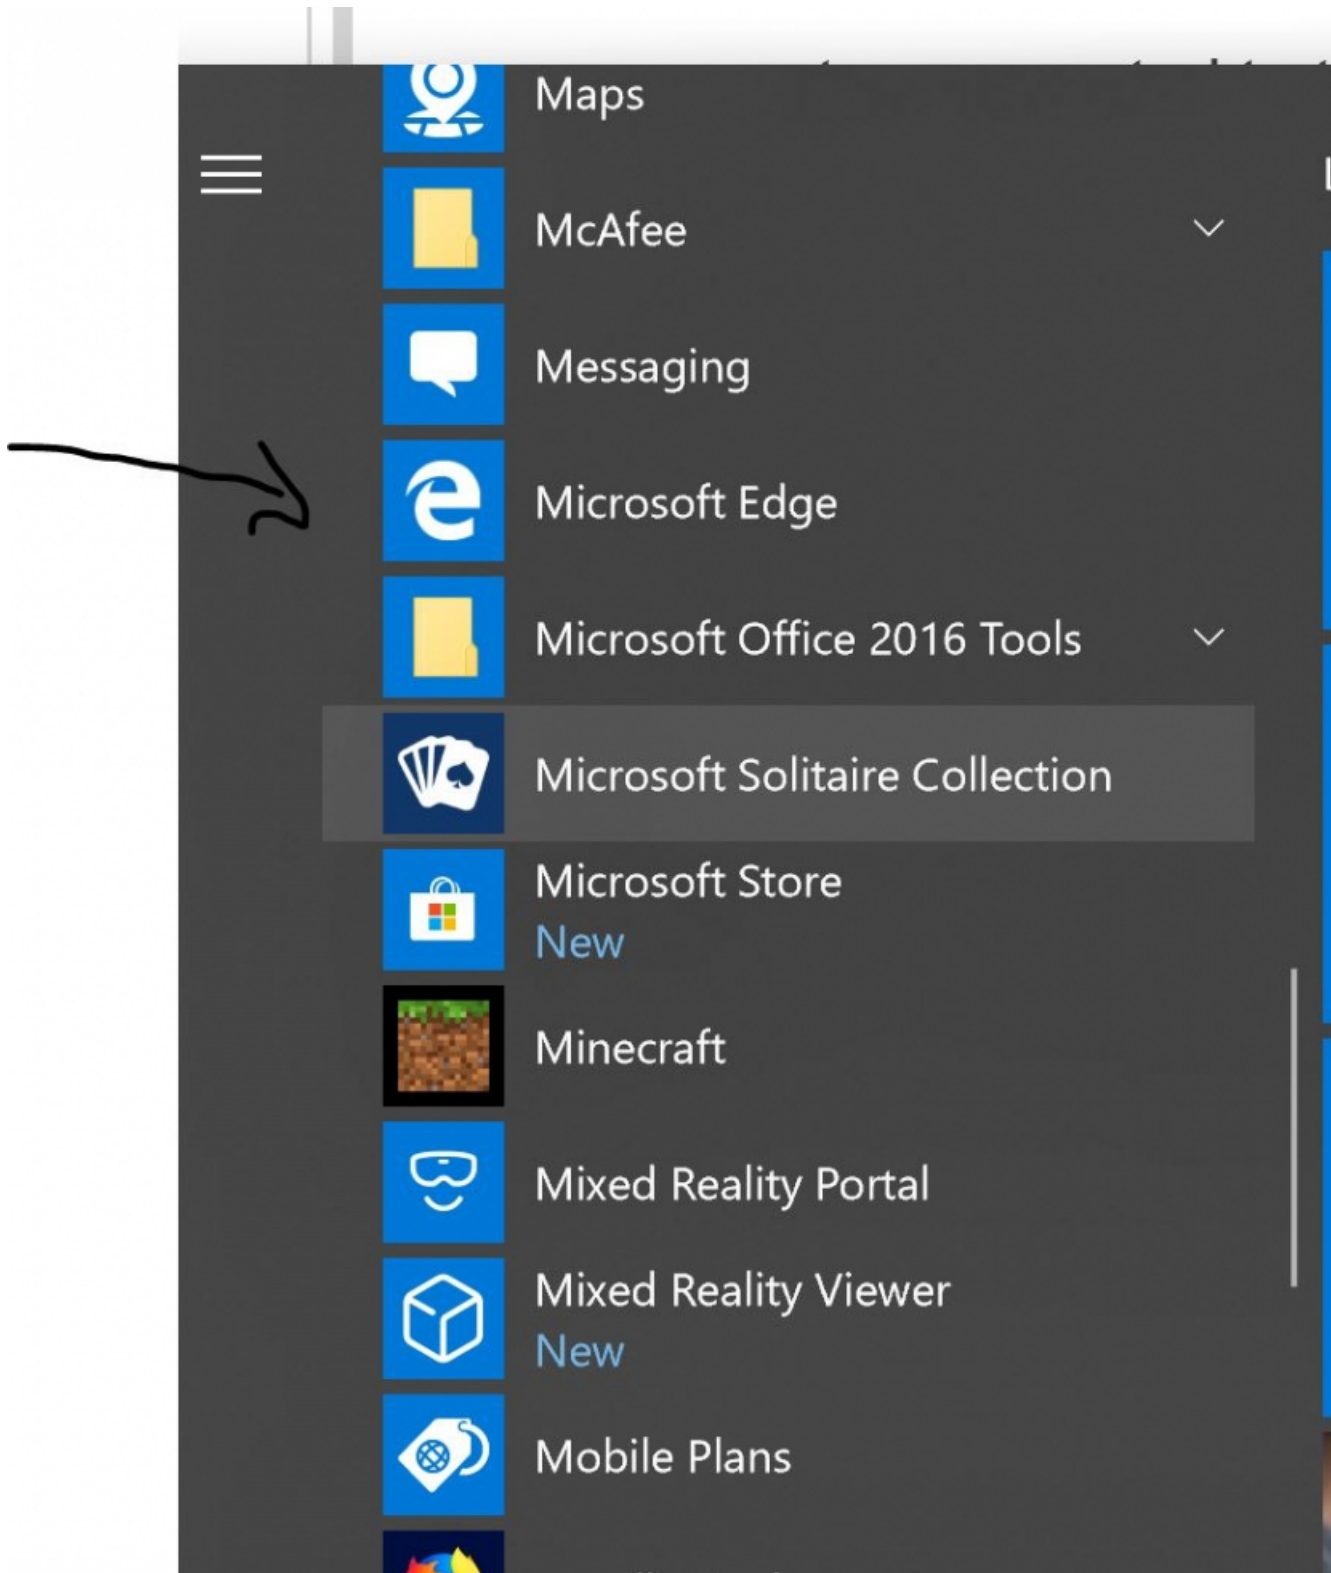 Maps
McAfee
Messaging
Microsoft Edge
Microsoft Office 2016 Tools
Microsoft Solitaire Collection
Microsoft Store
New
Minecraft
Mixed Reality Portal
Mixed Reality Viewer
New
Mobile Plans